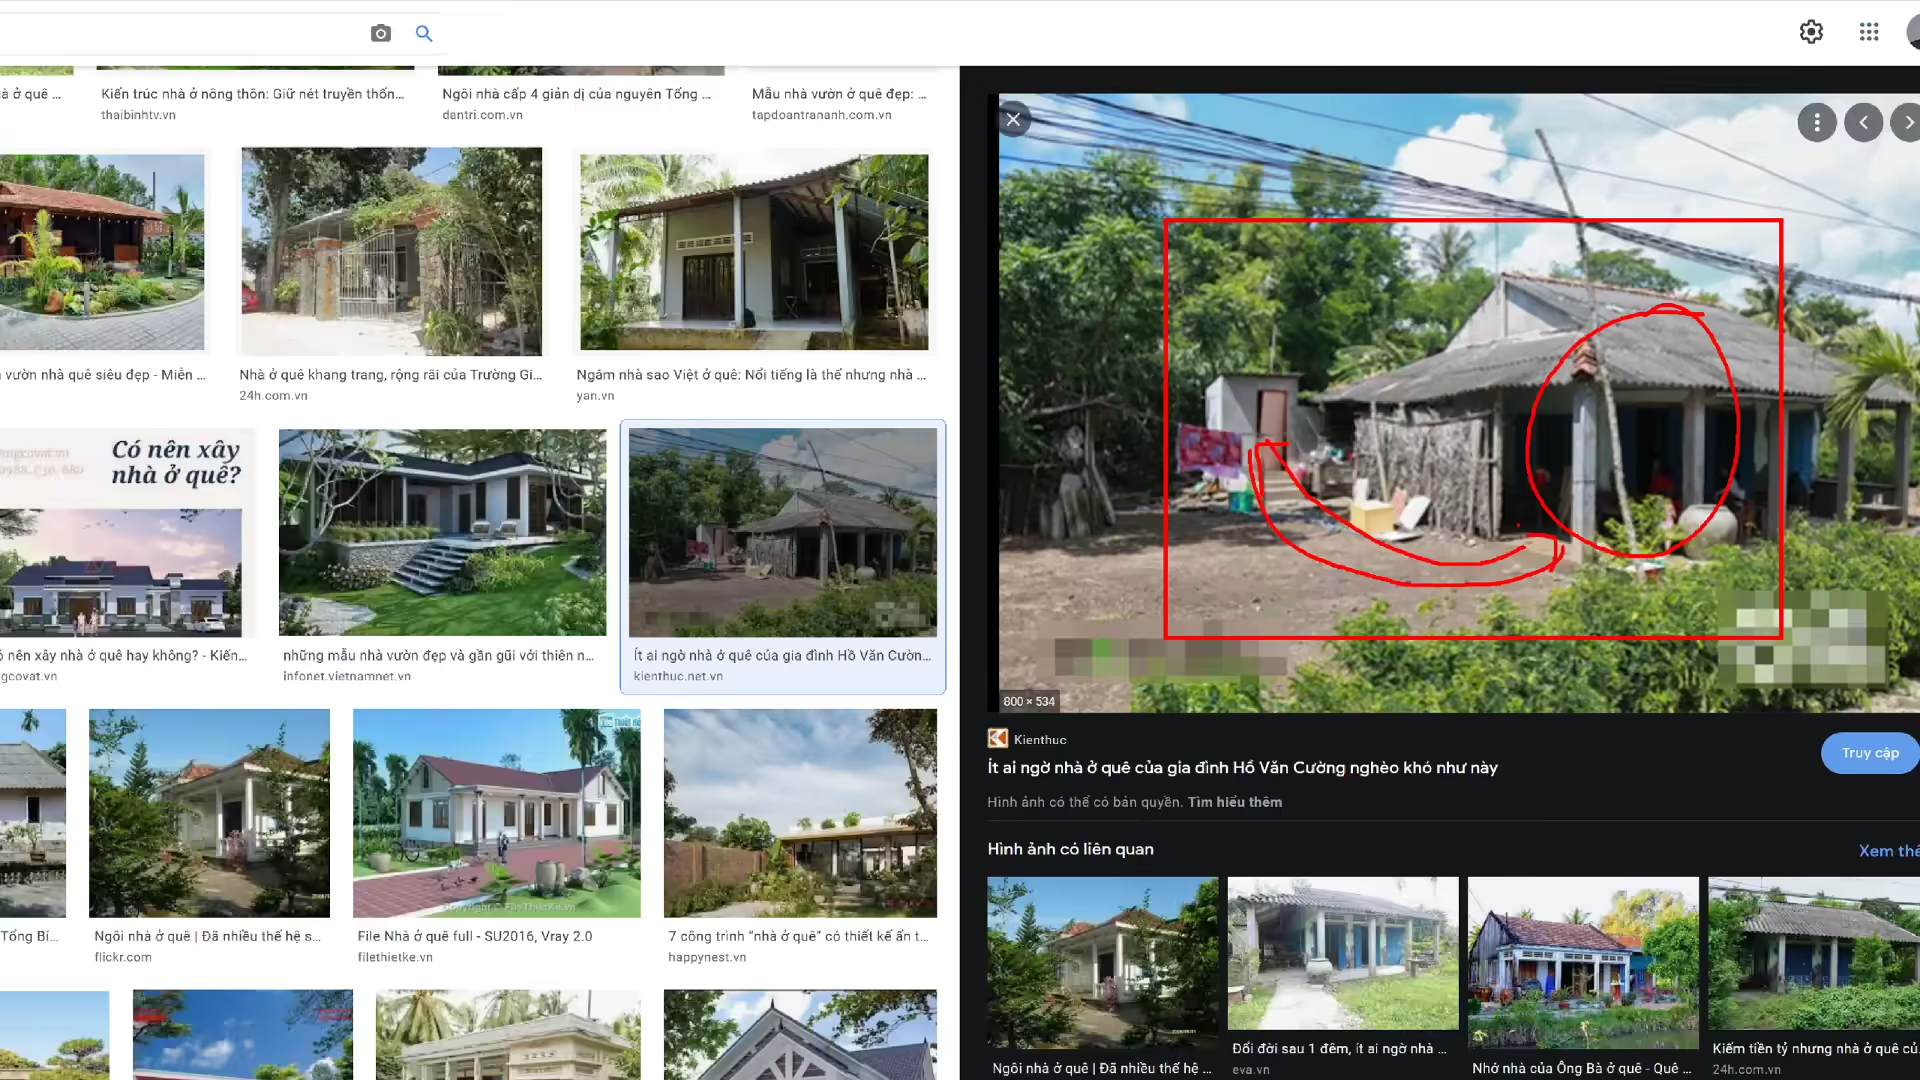 à ở quê ...
Kiến trúc nhà ở nông thôn: Giữ nét truyền thốn...
thaibinhtv.vn
Ngôi nhà cấp 4 giản dị của nguyên Tổng ...
dantri.com.vn
Mẫu nhà vườn ở quê đẹp: ...
tapdoantrananh.com.vn
vườn nhà quê siêu đẹp - Miễn ...
Nhà ở quê khang trang, rộng rãi của Trường Gi...
24h.com.vn
Ngắm nhà sao Việt ở quê: Nổi tiếng là thế nhưng nhà ...
yan.vn
Có nên xây
nhà ở quê?
ó nên xây nhà ở quê hay không? - Kiến...
gcovat.vn
những mẫu nhà vườn đẹp và gần gũi với thiên n...
infonet.vietnamnet.vn
Ít ai ngờ nhà ở quê của gia đình Hồ Văn Cườn...
kienthuc.net.vn
Tổng Bí...
Ngôi nhà ở quê | Đã nhiều thế hệ s...
flickr.com
File Nhà ở quê full - SU2016, Vray 2.0
filethietke.vn
7 công trình “nhà ở quê” có thiết kế ấn t...
happynest.vn
800 × 534
Kienthuc
Ít ai ngờ nhà ở quê của gia đình Hồ Văn Cường nghèo khó như này
Truy cập
Hình ảnh có thể có bản quyền. Tìm hiểu thêm
Hình ảnh có liên quan
Xem thê
Ngôi nhà ở quê | Đã nhiều thế hệ ...
Đổi đời sau 1 đêm, ít ai ngờ nhà ...
eva.vn
Nhớ nhà của Ông Bà ở quê - Quê ...
Kiếm tiền tỷ nhưng nhà ở quê củ
24h.com.vn